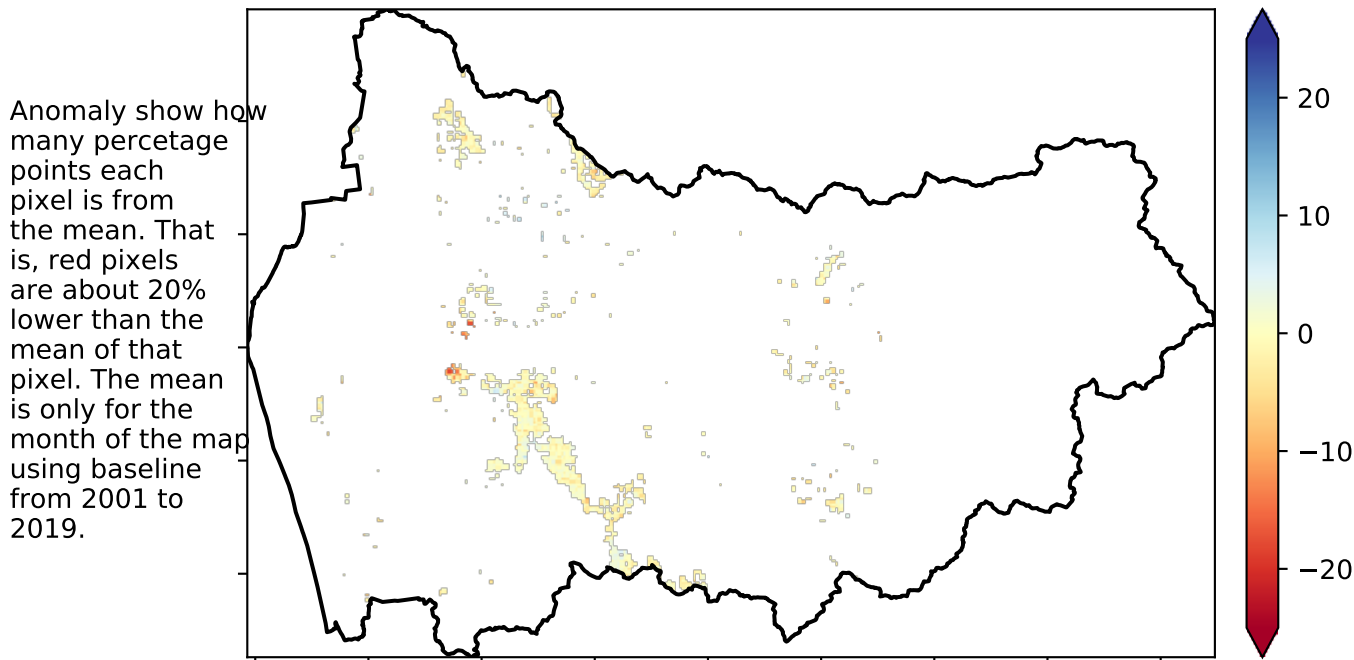 Anomaly show how
many percetage
points each
pixel is from
the mean. That
is, red pixels
are about 20%
lower than the
mean of that
pixel. The mean
is only for the
month of the map
using baseline
from 2001 to
2019.
20
10
0
−10
−20